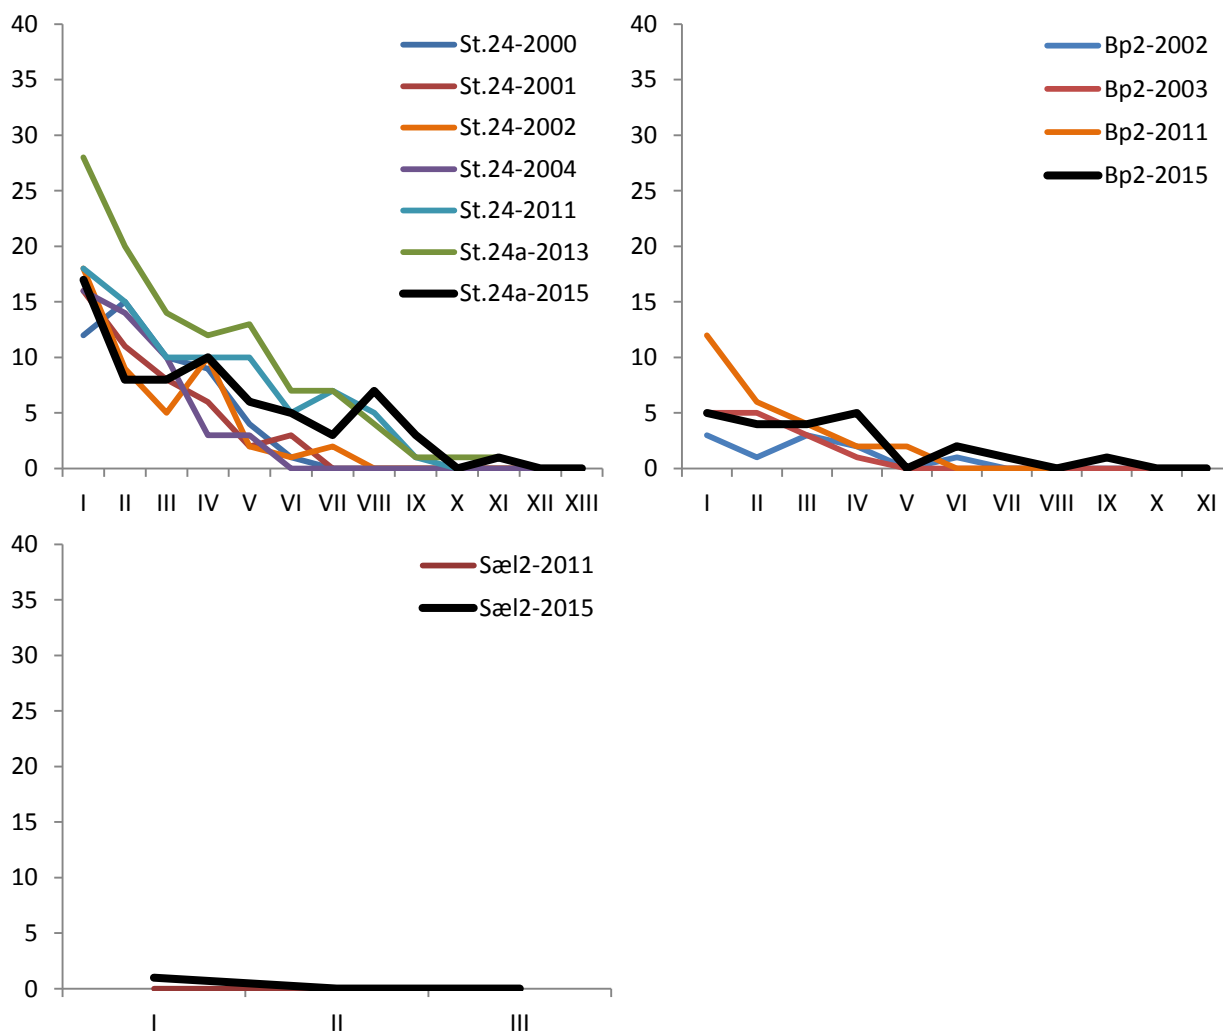 40
35
30
25
20
15
10
5
0
I II III IV V VI VII VIII IX X XI XII XIII
St.24-2000
St.24-2001
St.24-2002
St.24-2004
St.24-2011
St.24a-2013
St.24a-2015
40
35
30
25
20
15
10
5
0
I II III IV V VI VII VIII IX X XI
Bp2-2002
Bp2-2003
Bp2-2011
Bp2-2015
40
35
30
25
20
15
10
5
0
I II III
Sæl2-2011
Sæl2-2015